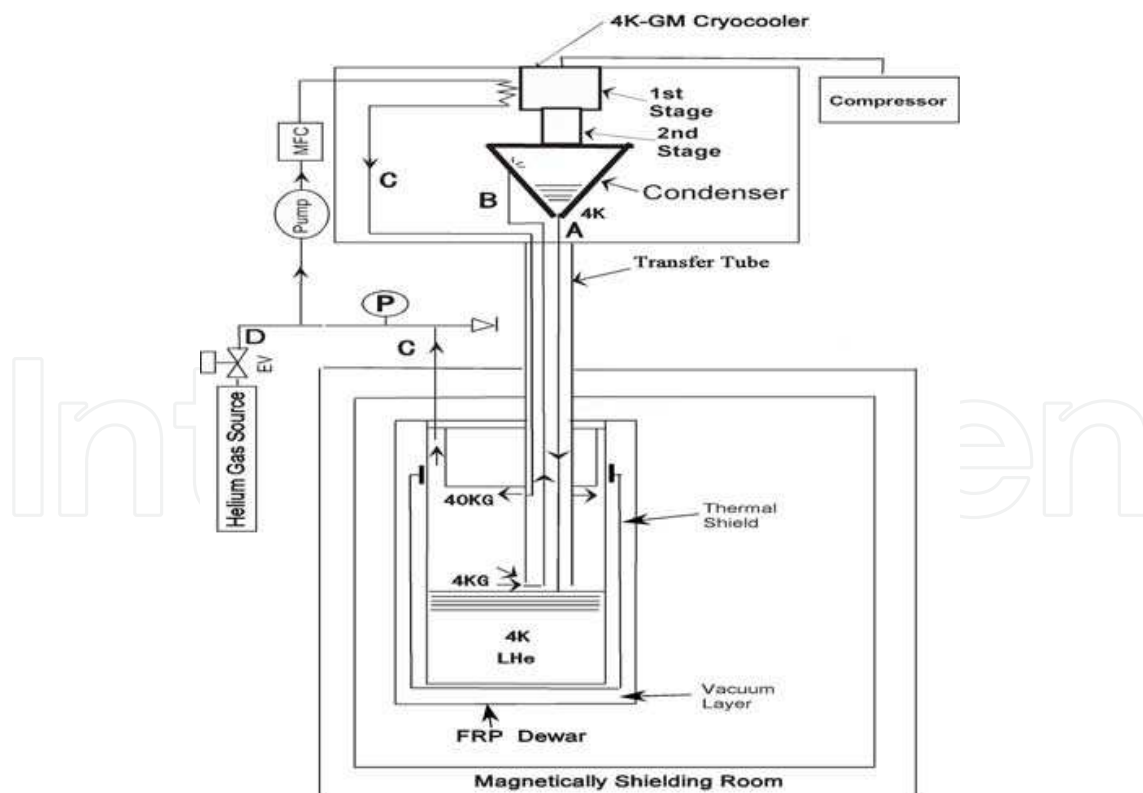 4K-GM Cryocooler
1st
Stage
Compressor
2nd
Stage
MFC
C
B
Condenser
4K
A
Pump
Transfer Tube
P
D
C
EV
Helium Gas Source
40KG
Thermal
Shield
4KG
4K
LHe
Vacuum
Layer
FRP Dewar
Magnetically Shielding Room